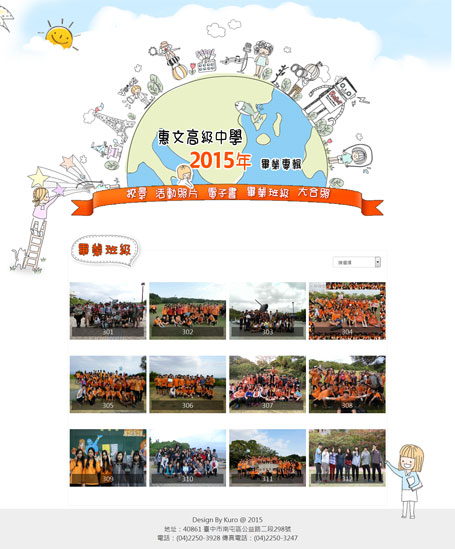 惠文高級中學
2015年 畢業專輯
校景 活動照片 電子書 畢業班級 大合照
畢業班級
301
302
303
304
305
306
307
308
309
310
311
312
Design By Kuro @ 2015
地址：40861 臺中市南屯區公益路二段298號
電話：(04)2250-3928 傳真電話：(04)2250-3247